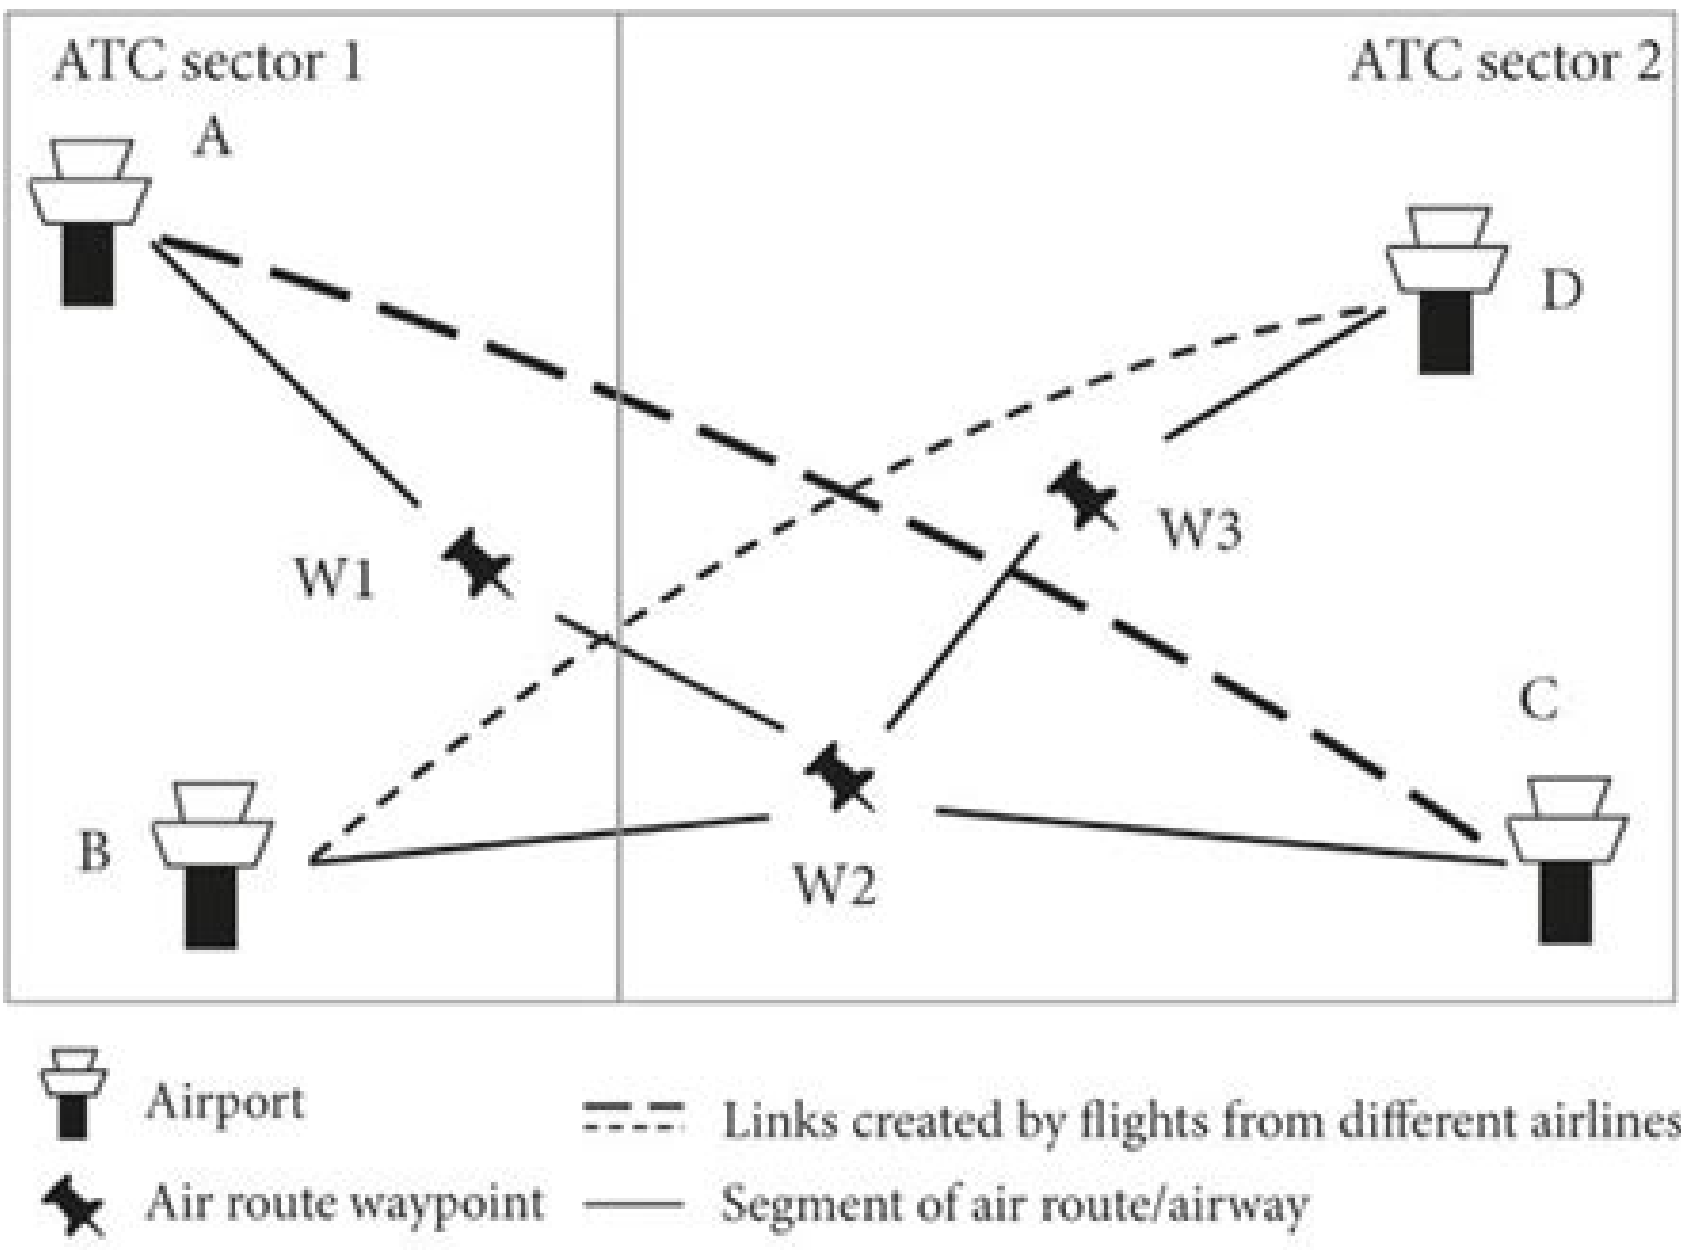 ATC sector 1
ATC sector 2
A
D
W3
W1
C
B
W2
Airport
Links created by flights from different airlines
Air route waypoint
Segment of air route/airway